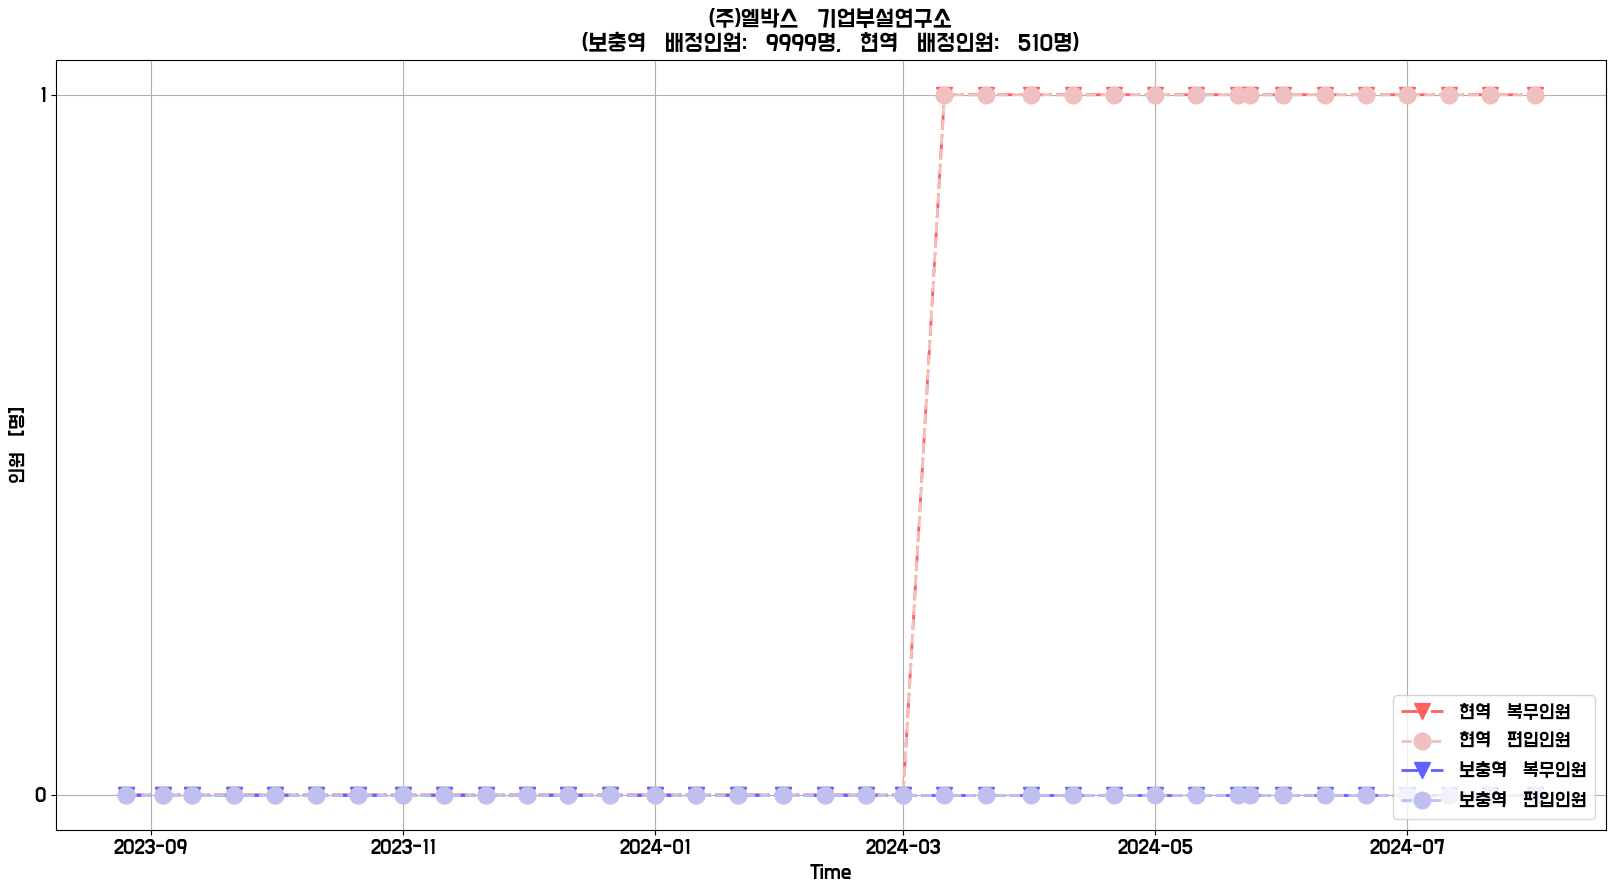 (주)엘박스 기업부설연구소
(보충역 배정인원: 9999명, 현역 배정인원: 510명)
인원 [명]
1
0
현역 복무인원
현역 편입인원
보충역 복무인원
보충역 편입인원
2023-09 2023-11 2024-01 2024-03 2024-05 2024-07
Time